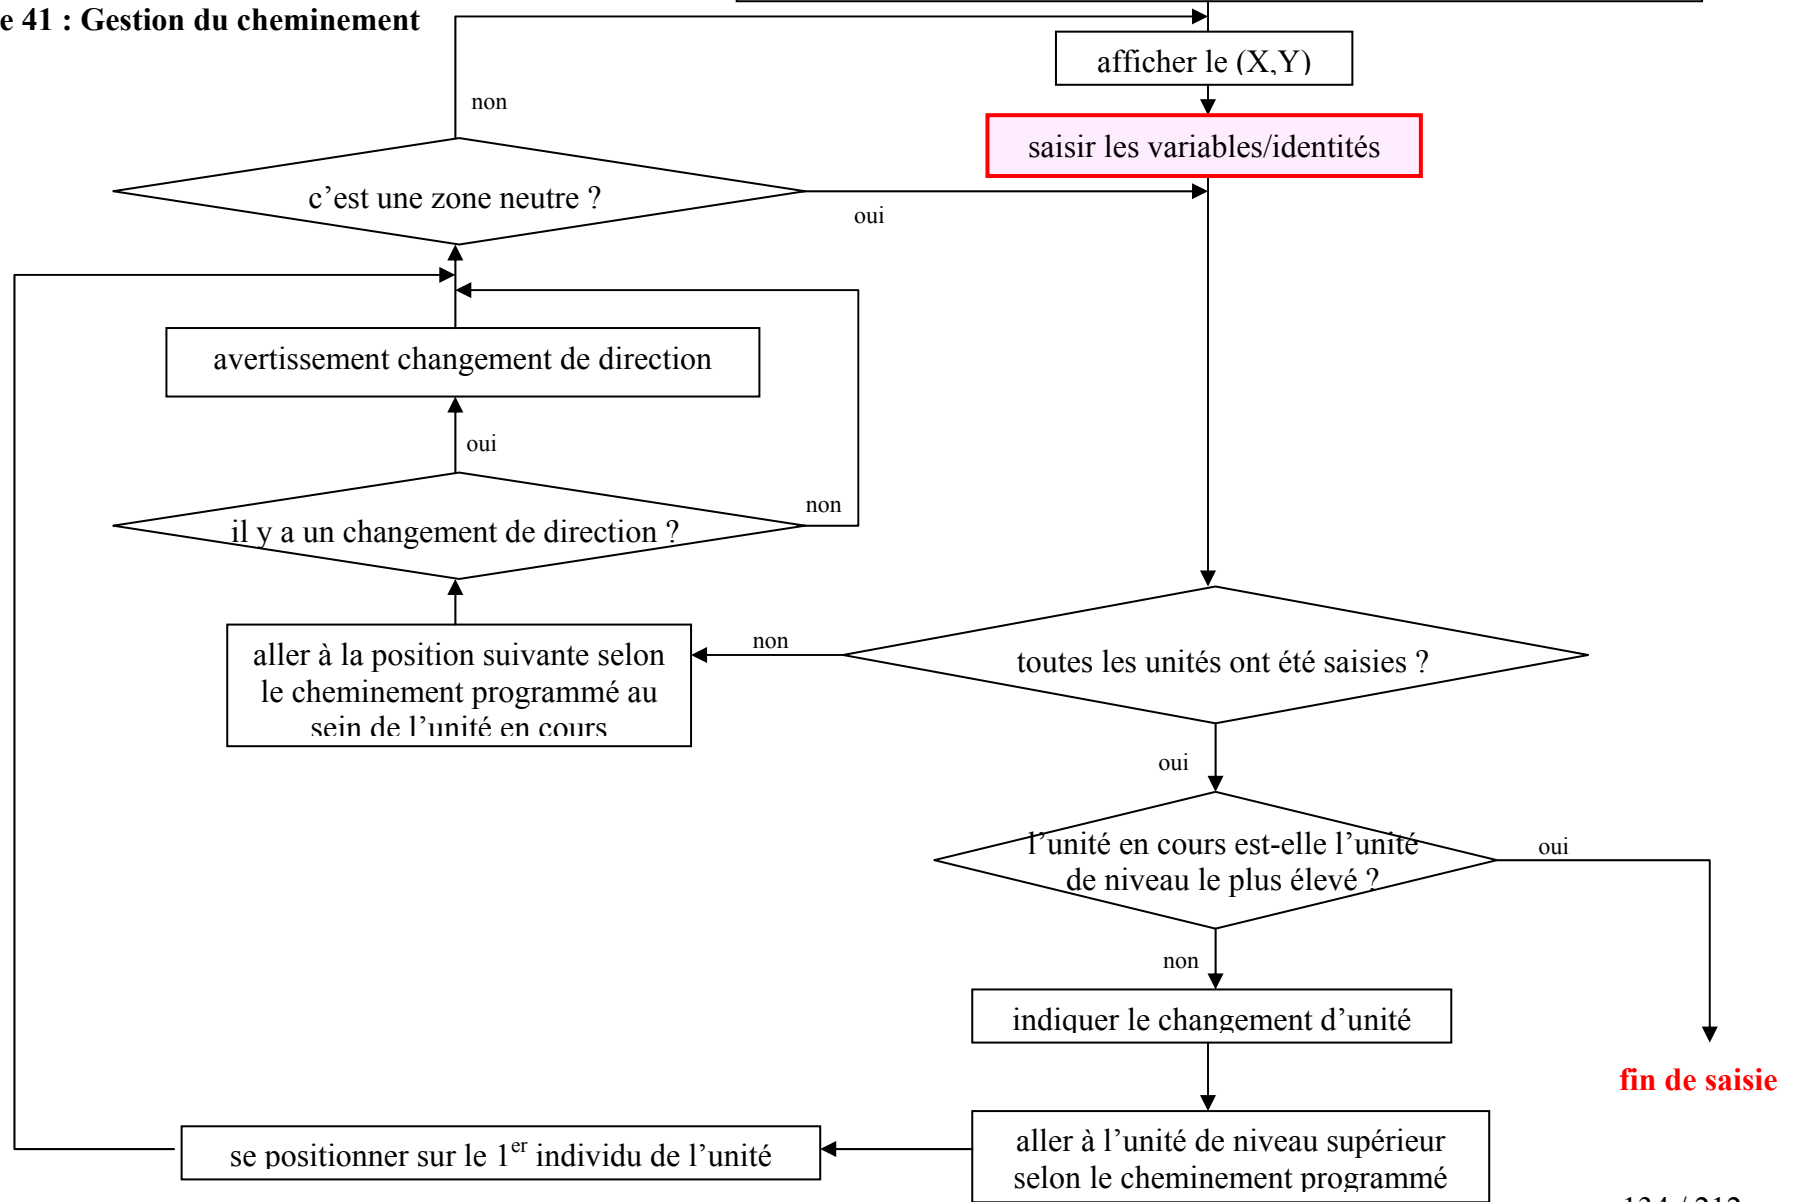 e 41 : Gestion du cheminement
afficher le (X,Y)
non
saisir les variables/identités
c’est une zone neutre ?
oui
avertissement changement de direction
oui
non
il y a un changement de direction ?
aller à la position suivante selon
le cheminement programmé au
sein de l’unité en cours
non
toutes les unités ont été saisies ?
oui
l’unité en cours est-elle l’unité
de niveau le plus élevé ?
oui
non
indiquer le changement d’unité
fin de saisie
se positionner sur le 1er individu de l’unité
aller à l’unité de niveau supérieur
selon le cheminement programmé
134 / 212